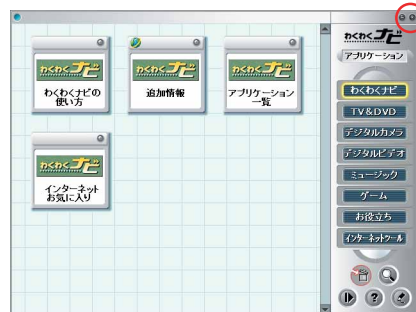 わくわくナビ
わくわくナビの
使い方
わくわくナビ
追加情報
わくわくナビ
アプリケーション
一覧
わくわくナビ
インターネット
お気に入り
わくわくナビ
アプリケーション
わくわくナビ
TV&DVD
デジタルカメラ
デジタルビデオ
ミュージック
ゲーム
お役立ち
インターネットツール
?